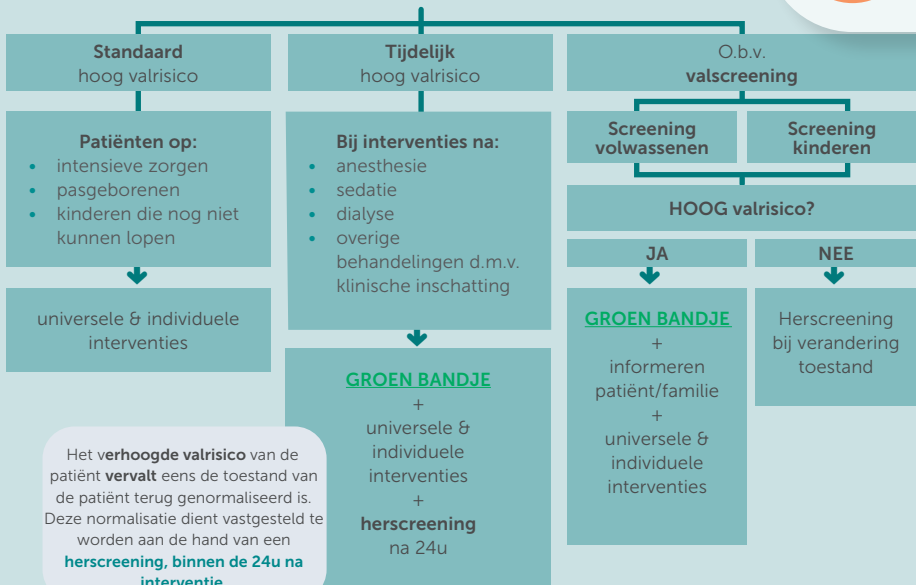 Standaard
hoog valrisico
Patiënten op:
• intensieve zorgen
• pasgeborenen
• kinderen die nog niet
kunnen lopen
universele & individuele
interventies
Tijdelijk
hoog valrisico
Bij interventies na:
• anesthesie
• sedatie
• dialyse
• overige
behandelingen d.m.v.
klinische inschatting
GROEN BANDJE
+
universele &
individuele
interventies
+
herscreening
na 24u
O.b.v.
valscreening
Screening
volwassenen
Screening
kinderen
HOOG valrisico?
JA
GROEN BANDJE
+
informeren
patiënt/familie
+
universele &
individuele
interventies
NEE
Herscreening
bij verandering
toestand
Het verhoogde valrisico van de
patiënt vervalt eens de toestand van
de patiënt terug genormaliseerd is.
Deze normalisatie dient vastgesteld te
worden aan de hand van een
herscreening, binnen de 24u na
interventie